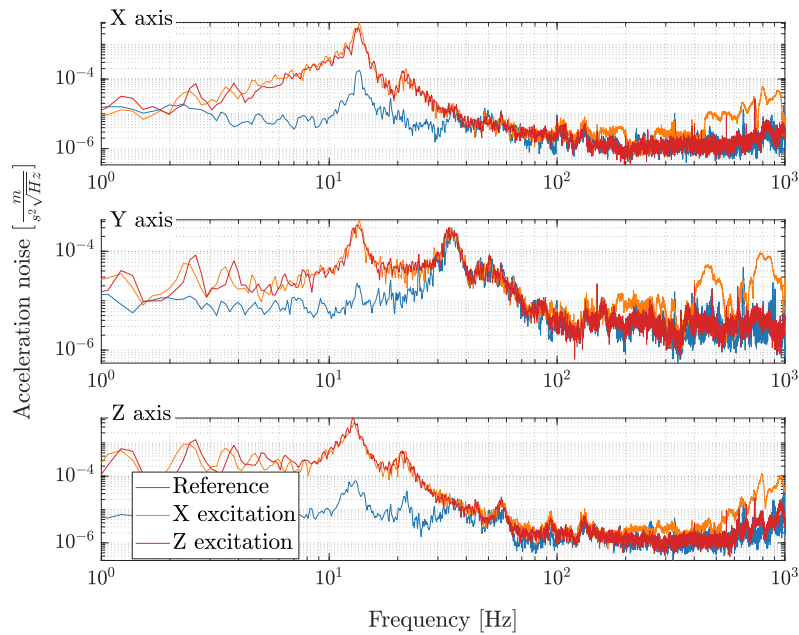 X axis
10^-4
10^-6
10^0 10^1 10^2 10^3
Y axis
10^-4
10^-6
10^0 10^1 10^2 10^3
Z axis
10^-4
10^-6
10^0 10^1 10^2 10^3
Reference
X excitation
Z excitation
Acceleration noise [m/s^2√Hz]
Frequency [Hz]